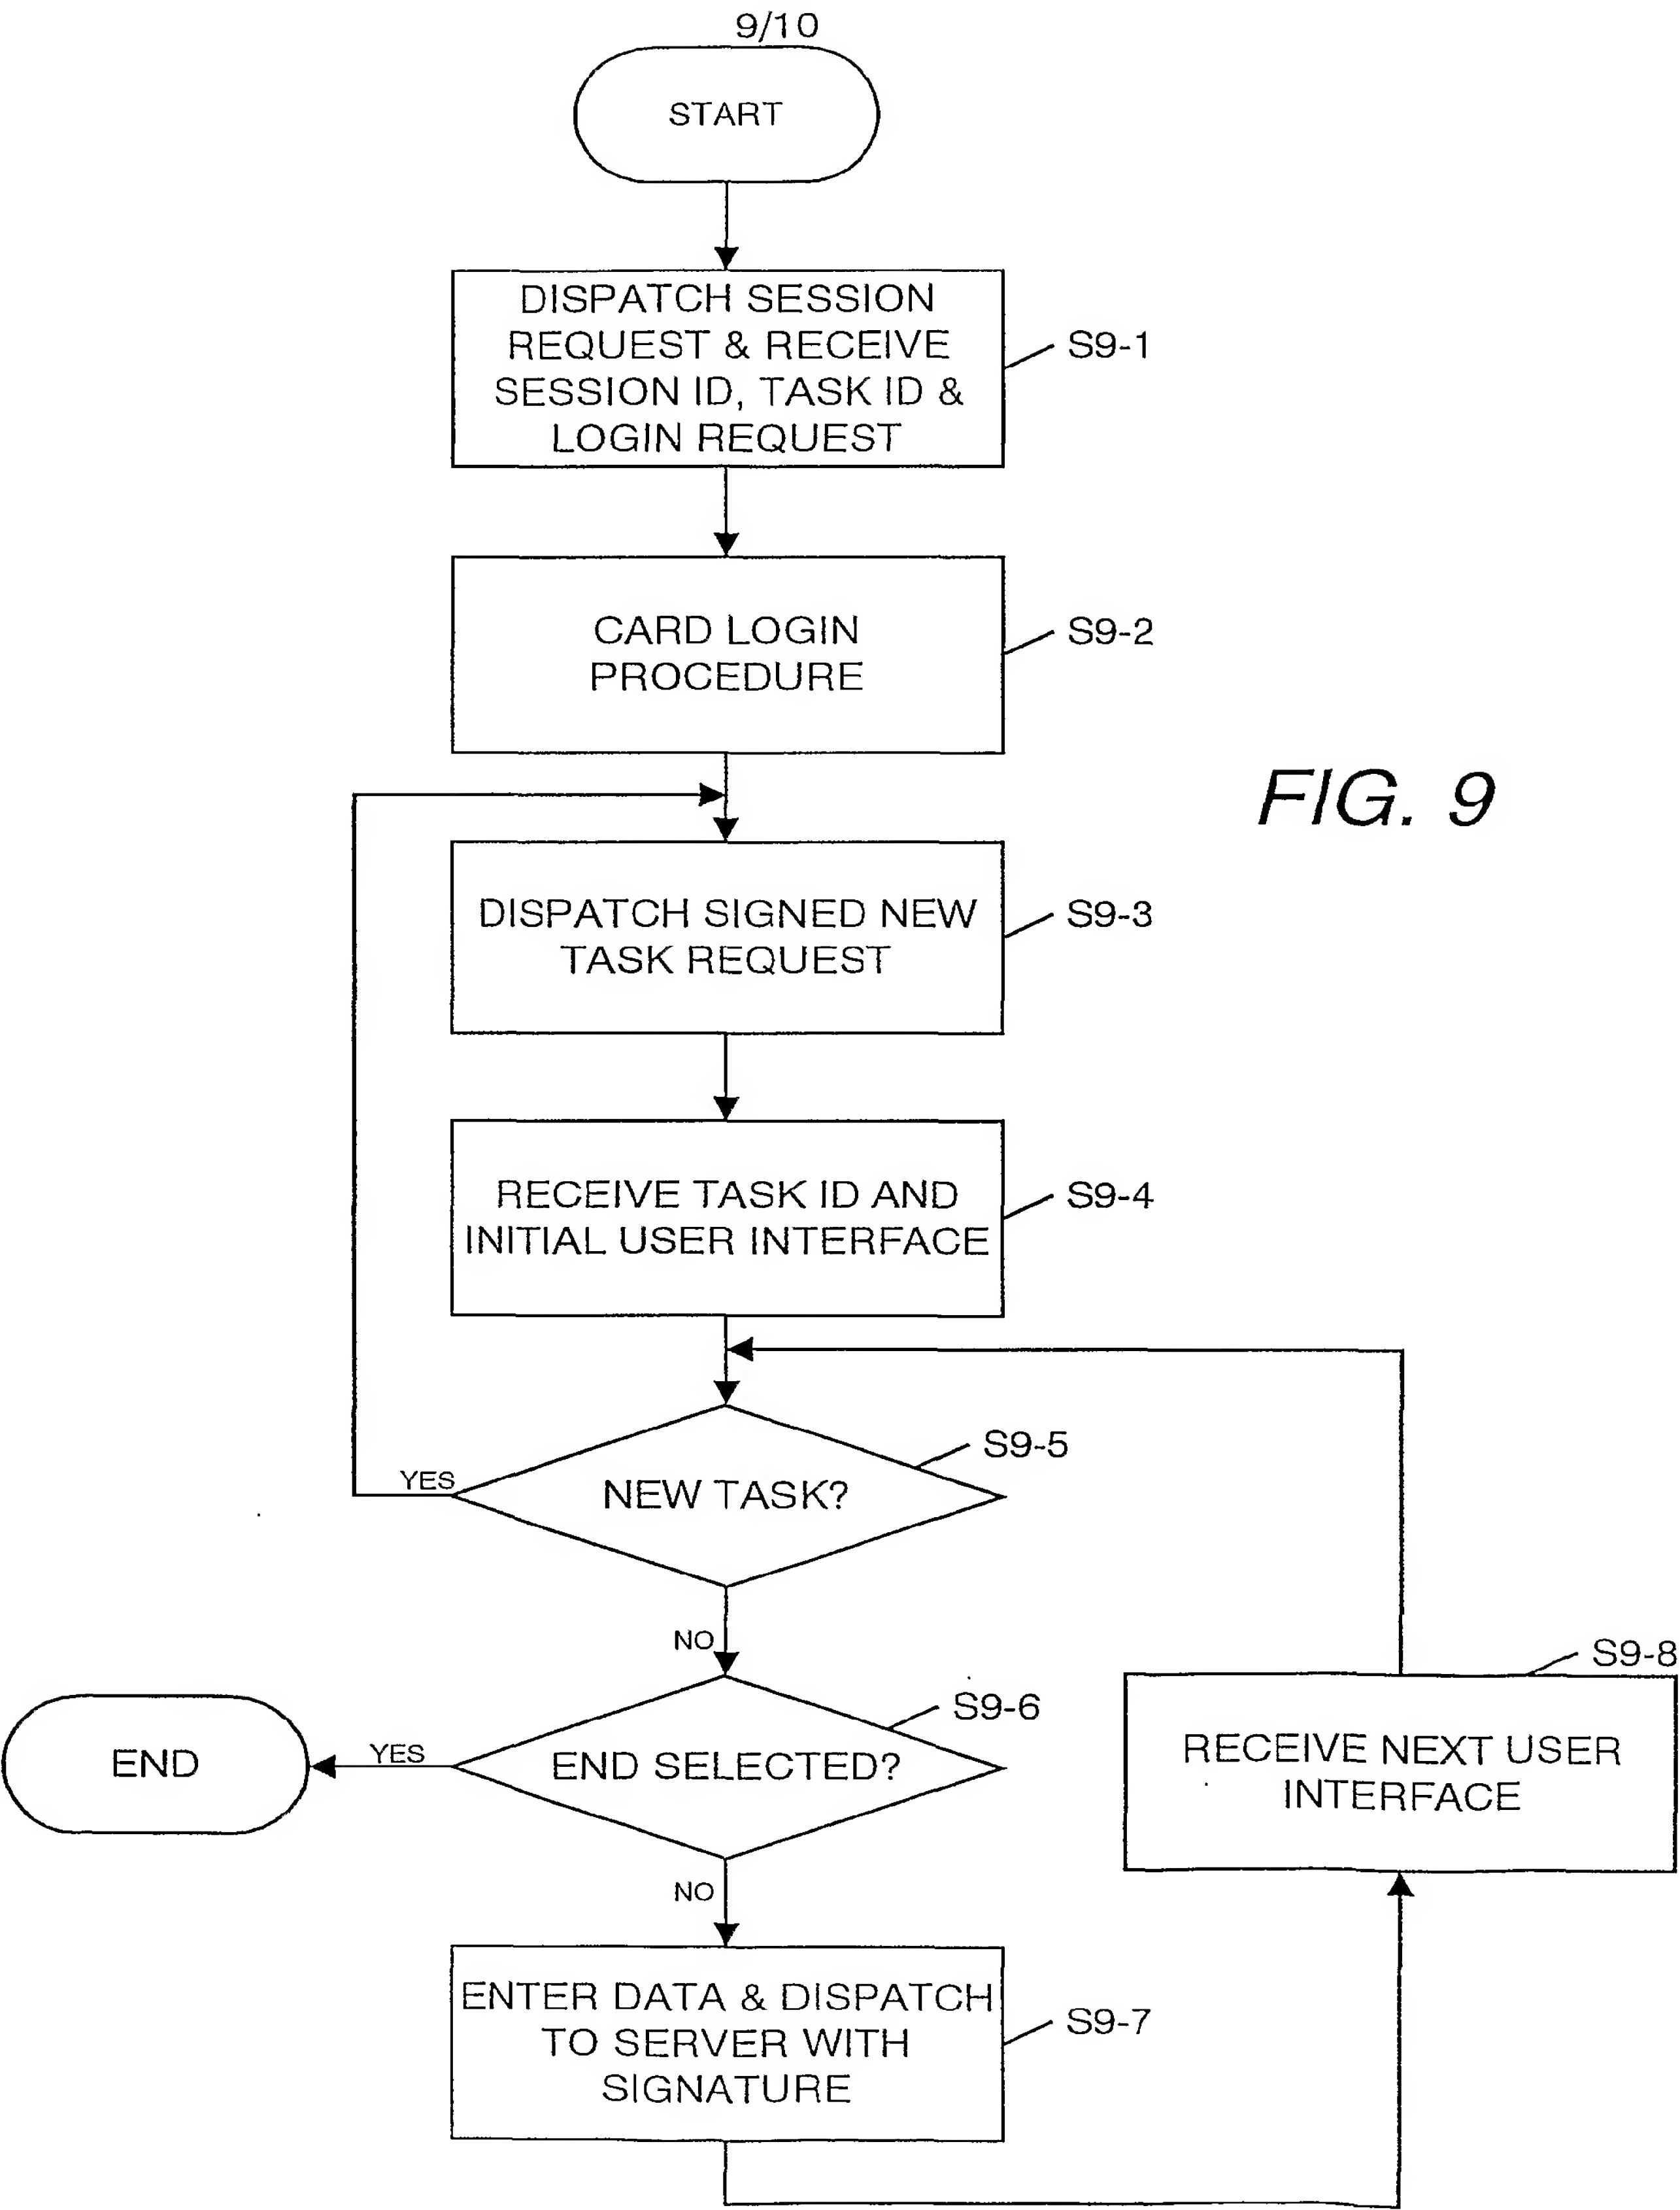 9/10
START
DISPATCH SESSION
REQUEST & RECEIVE
SESSION ID, TASK ID &
LOGIN REQUEST
S9-1
CARD LOGIN
PROCEDURE
S9-2
FIG. 9
DISPATCH SIGNED NEW
TASK REQUEST
S9-3
RECEIVE TASK ID AND
INITIAL USER INTERFACE
S9-4
S9-5
YES
NEW TASK?
NO
S9-8
S9-6
END
YES
END SELECTED?
RECEIVE NEXT USER
INTERFACE
NO
ENTER DATA & DISPATCH
TO SERVER WITH
SIGNATURE
S9-7